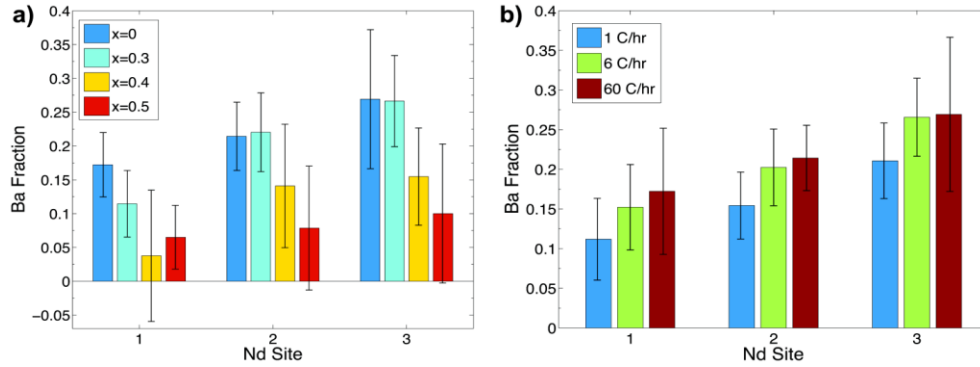 a)
x=0
x=0.3
x=0.4
x=0.5
0.4
0.35
0.3
0.25
0.2
0.15
0.1
0.05
0
−0.05
Ba Fraction
1 2 3
Nd Site
b)
1 C/hr
6 C/hr
60 C/hr
0.4
0.35
0.3
0.25
0.2
0.15
0.1
0.05
0
Ba Fraction
1 2 3
Nd Site